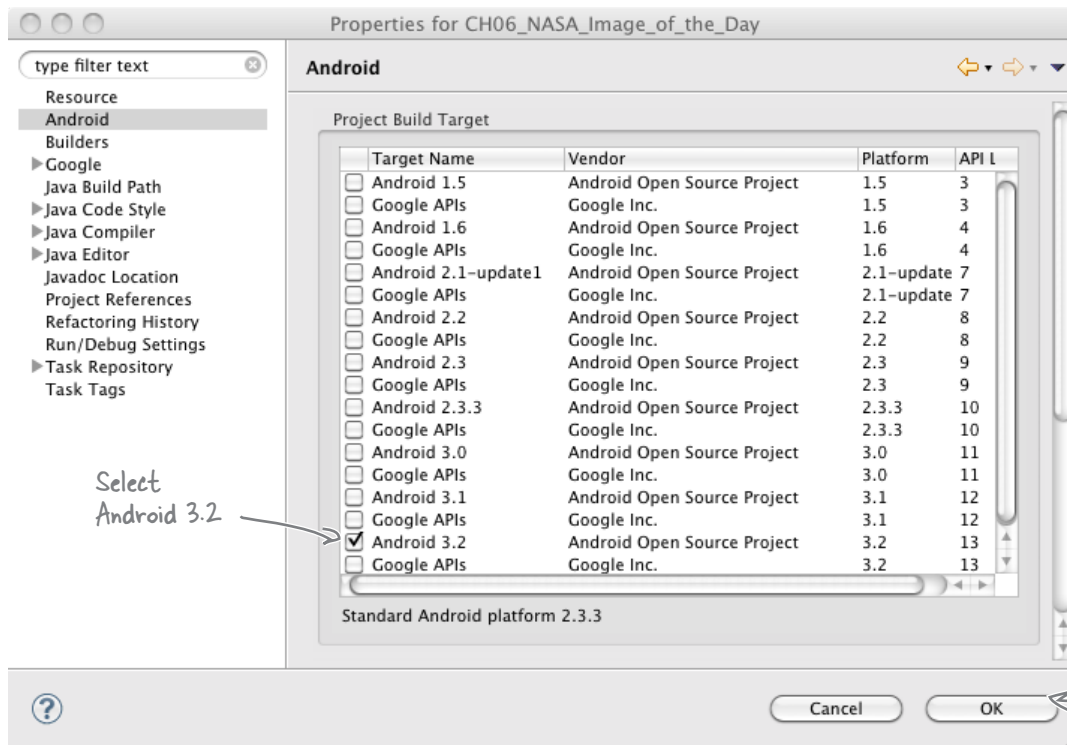 Properties for CH06_NASA_Image_of_the_Day
type filter text
Resource
Android
Builders
Google
Java Build Path
Java Code Style
Java Compiler
Java Editor
Javadoc Location
Project References
Refactoring History
Run/Debug Settings
Task Repository
Task Tags
Select
Android 3.2
Android
Project Build Target
Target Name Vendor Platform API L
Android 1.5 Android Open Source Project 1.5 3
Google APIs Google Inc. 1.5 3
Android 1.6 Android Open Source Project 1.6 4
Google APIs Google Inc. 1.6 4
Android 2.1-update1 Android Open Source Project 2.1-update 7
Google APIs Google Inc. 2.1-update 7
Android 2.2 Android Open Source Project 2.2 8
Google APIs Google Inc. 2.2 8
Android 2.3 Android Open Source Project 2.3 9
Google APIs Google Inc. 2.3 9
Android 2.3.3 Android Open Source Project 2.3.3 10
Google APIs Google Inc. 2.3.3 10
Android 3.0 Android Open Source Project 3.0 11
Google APIs Google Inc. 3.0 11
Android 3.1 Android Open Source Project 3.1 12
Google APIs Google Inc. 3.1 12
Android 3.2 Android Open Source Project 3.2 13
Google APIs Google Inc. 3.2 13
Standard Android platform 2.3.3
?
Cancel
OK